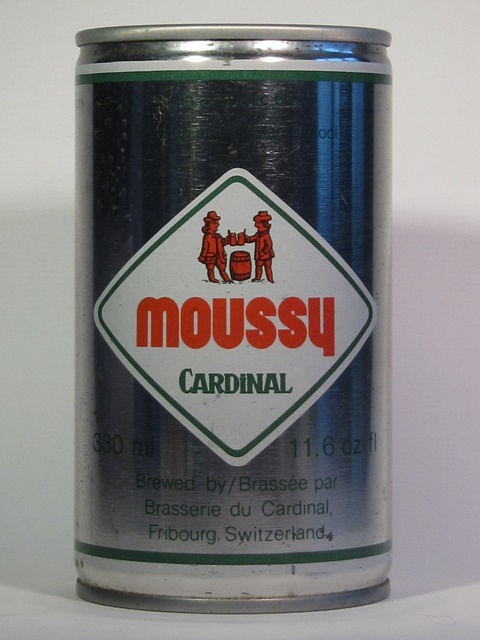 moussy
CARDINAL
330 ml 11.6 oz.fl
Brewed by/Brassée par
Brasserie du Cardinal,
Fribourg, Switzerland.